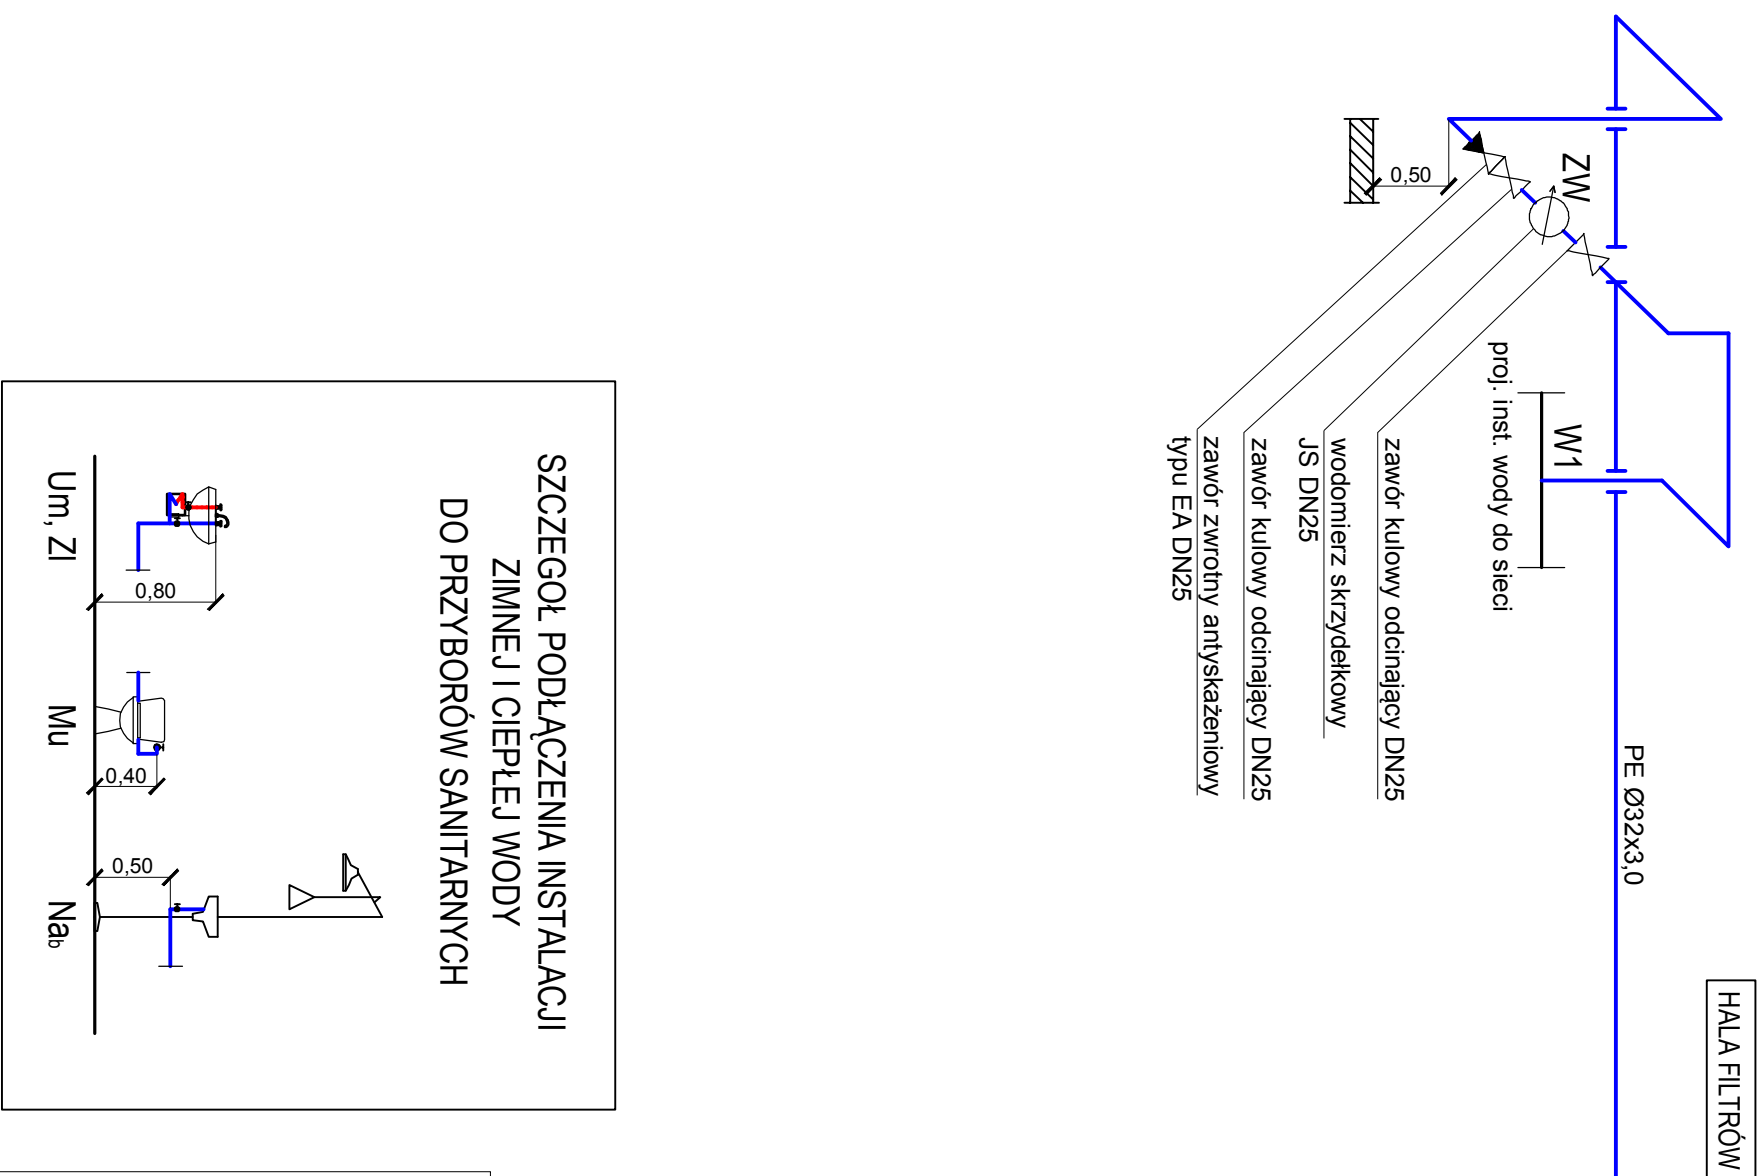 HALA FILTRÓW
PE Ø32x3,0
ZW
W1
proj. inst. wody do sieci
0,50
zawór kulowy odcinający DN25
wodomierz skrzydełkowy
JS DN25
zawór kulowy odcinający DN25
zawór zwrotny antyskażeniowy
typu EA DN25
SZCZEGÓŁ PODŁĄCZENIA INSTALACJI
ZIMNEJ I CIEPŁEJ WODY
DO PRZYBORÓW SANITARNYCH
0,80
0,40
0,50
Um, Zl
Mu
Nab